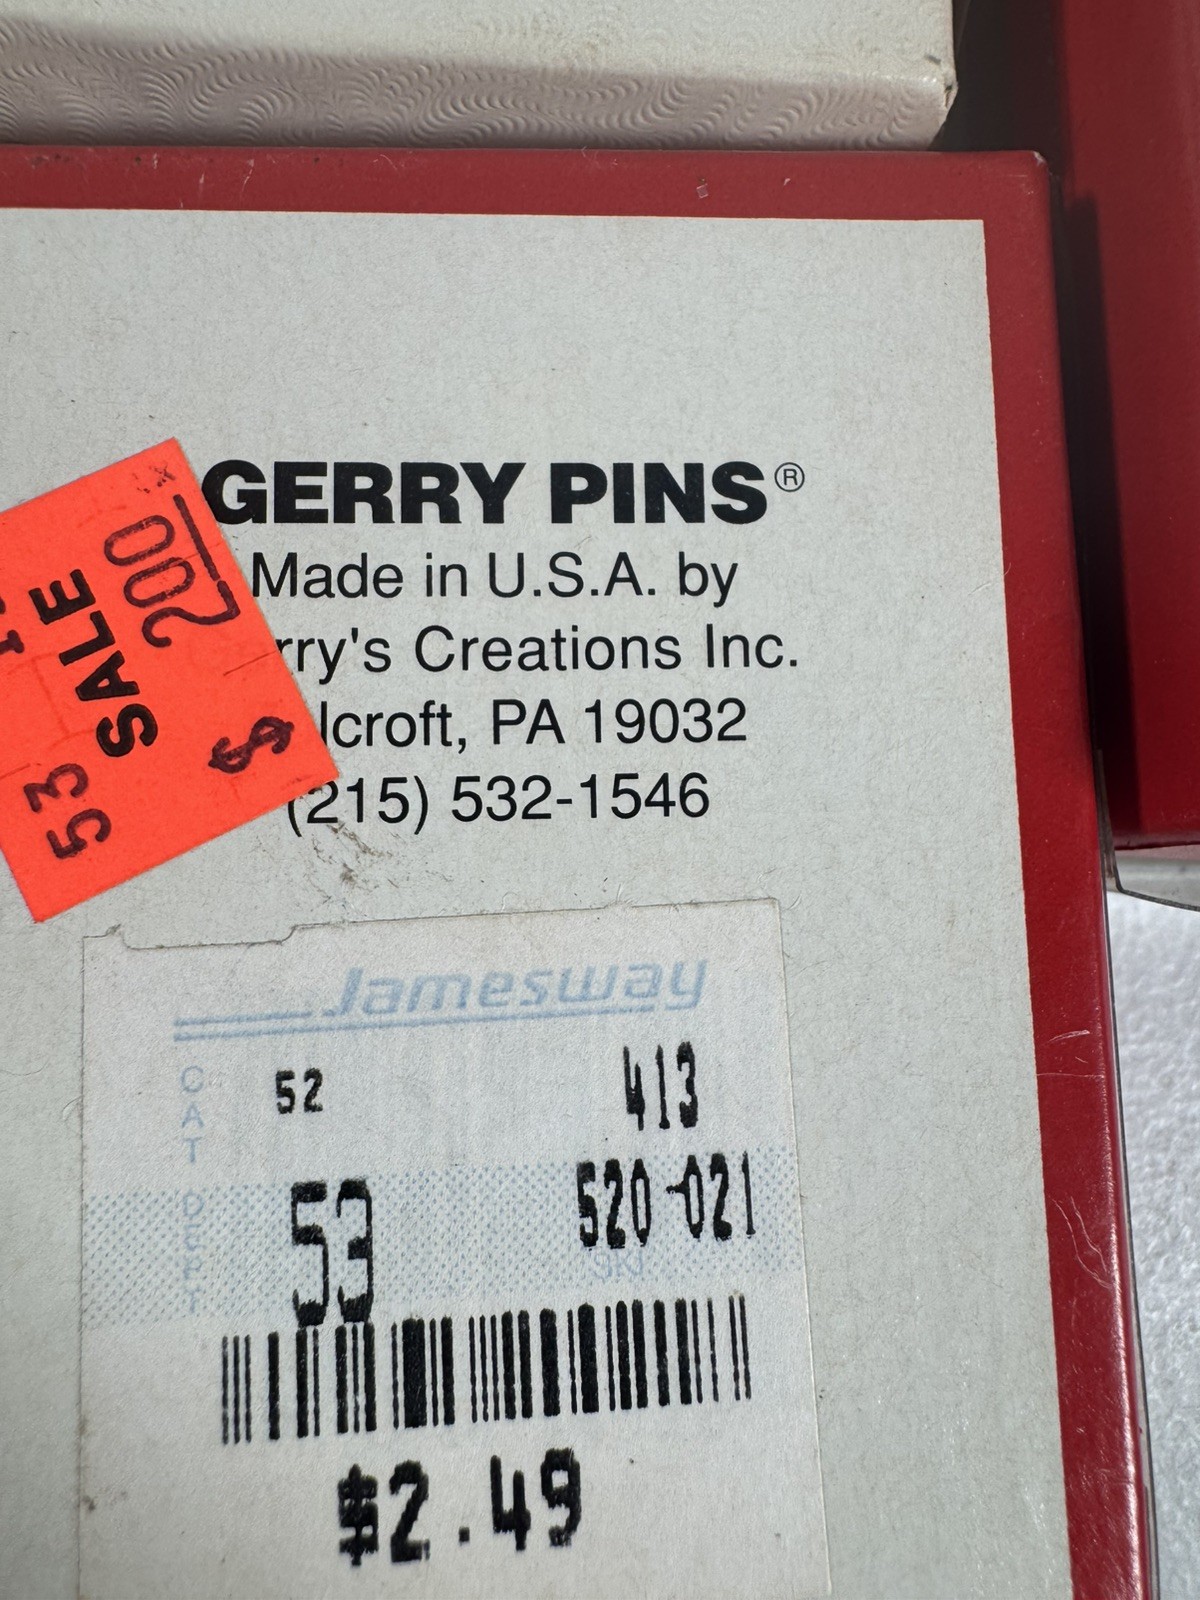 GERRY PINS®
Made in U.S.A. by
rry's Creations Inc.
lcroft, PA 19032
(215) 532-1546
53 SALE
$ 200
Jamesway
CAT 52 413
DEPT 53 520-021
SKU
$2.49